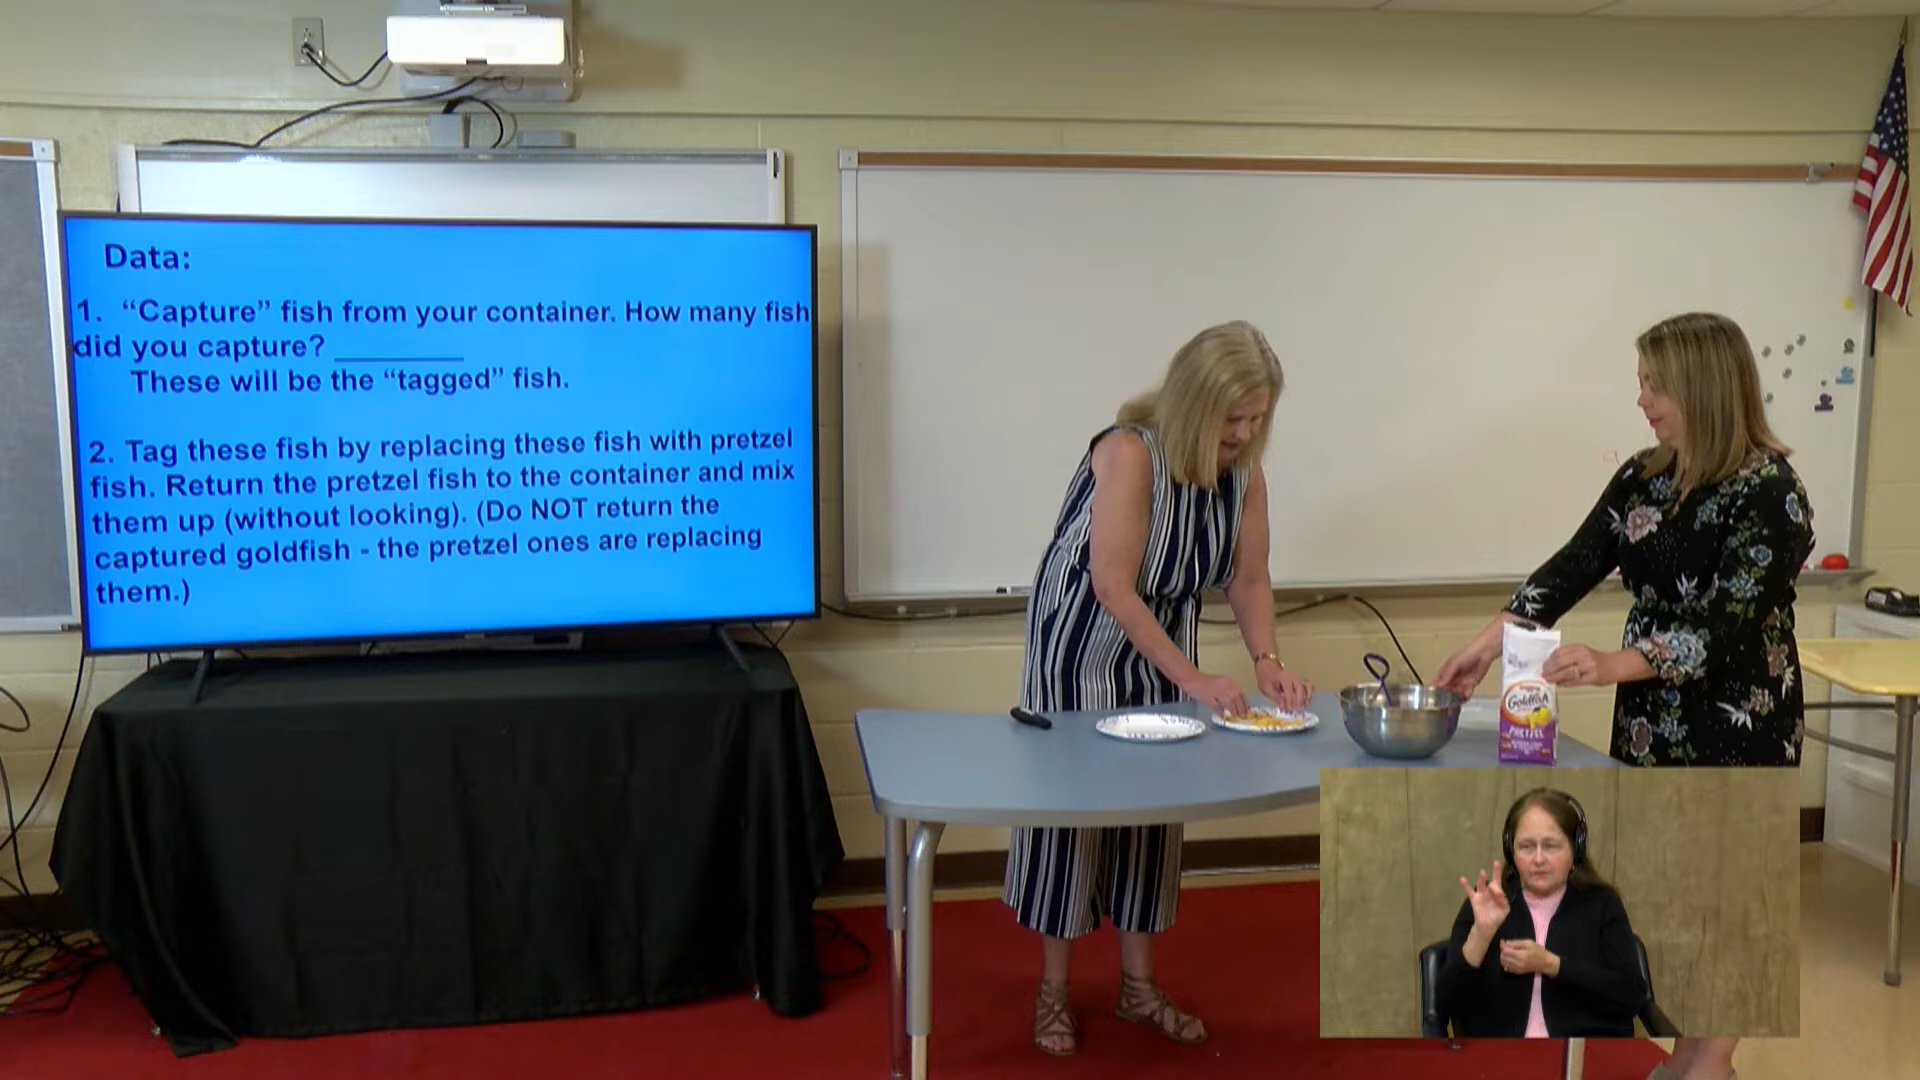 Data:
1. “Capture” fish from your container. How many fish
did you capture? ________
These will be the “tagged” fish.
2. Tag these fish by replacing these fish with pretzel
fish. Return the pretzel fish to the container and mix
them up (without looking). (Do NOT return the
captured goldfish - the pretzel ones are replacing
them.)
Goldfish
PRETZEL